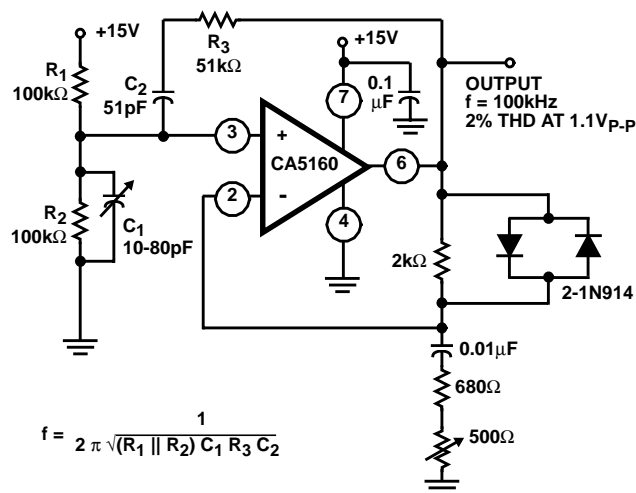 +15V
R1
100kΩ
C2
51pF
R3
51kΩ
+15V
0.1
µF
OUTPUT
f = 100kHz
2% THD AT 1.1VP-P
7
3
+
CA5160
6
2
-
4
R2
100kΩ
C1
10-80pF
2kΩ
2-1N914
0.01µF
680Ω
500Ω
f = 1 / 2 π √(R1 || R2) C1 R3 C2